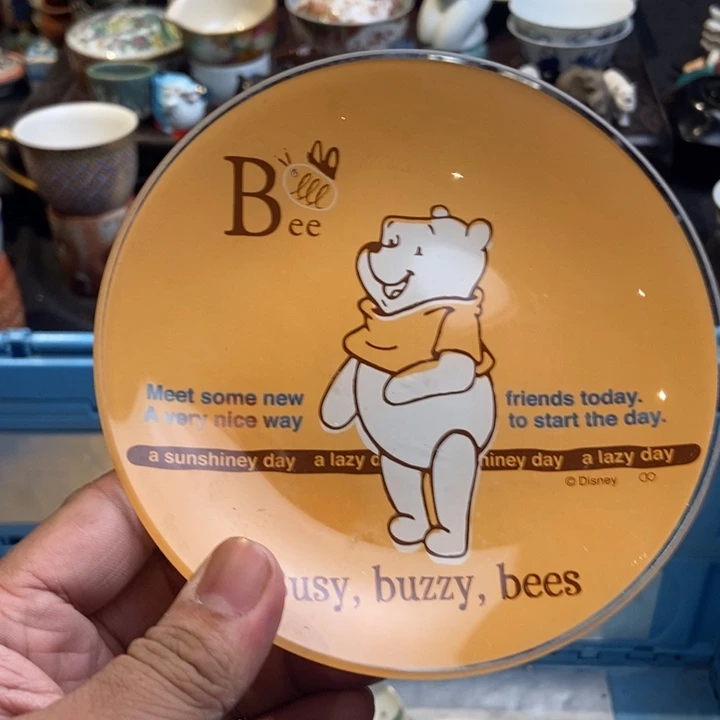 Bee
Meet some new friends today.
A very nice way to start the day.
a sunshiney day a lazy d hiney day a lazy day
© Disney
usy, buzzy, bees